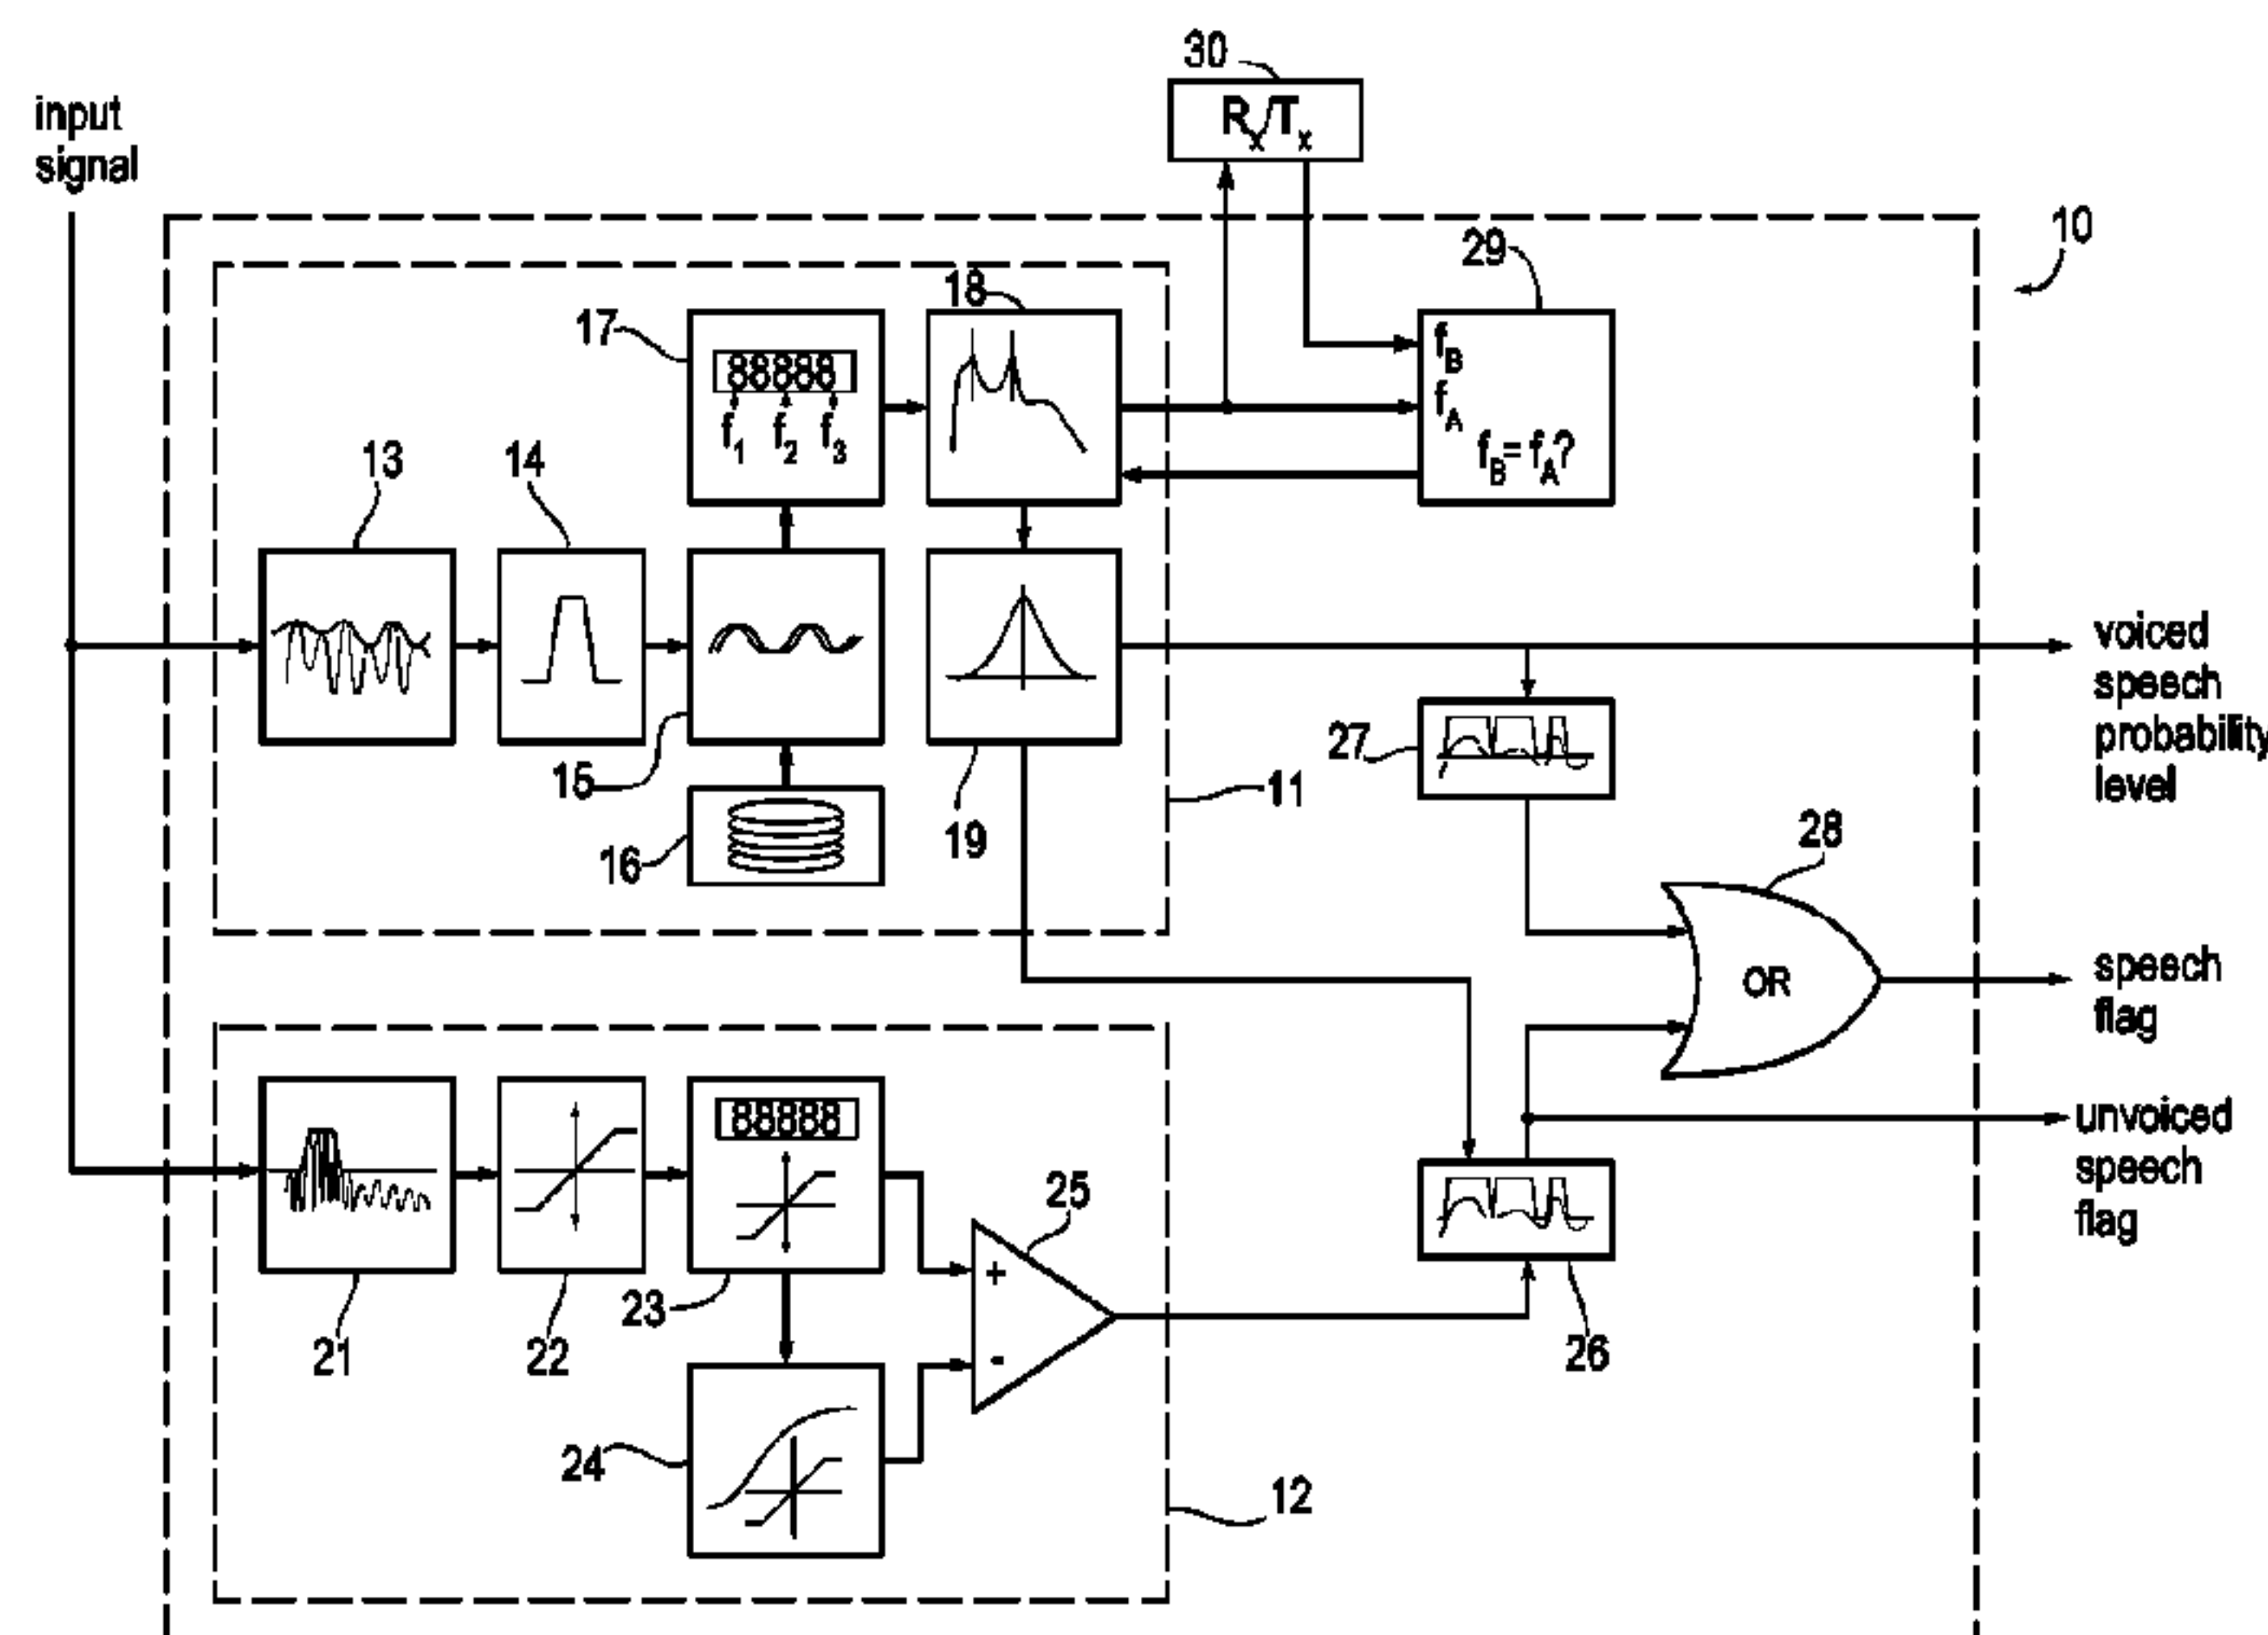 30
Rx/Tx
input
signal
10
29
18
17
88888
f1 f2 f3
fB
fA
fB= fA?
13
14
15
16
19
11
27
voiced
speech
probability
level
28
OR
speech
flag
unvoiced
speech
flag
88888
25
+
-
21
22
23
26
24
12